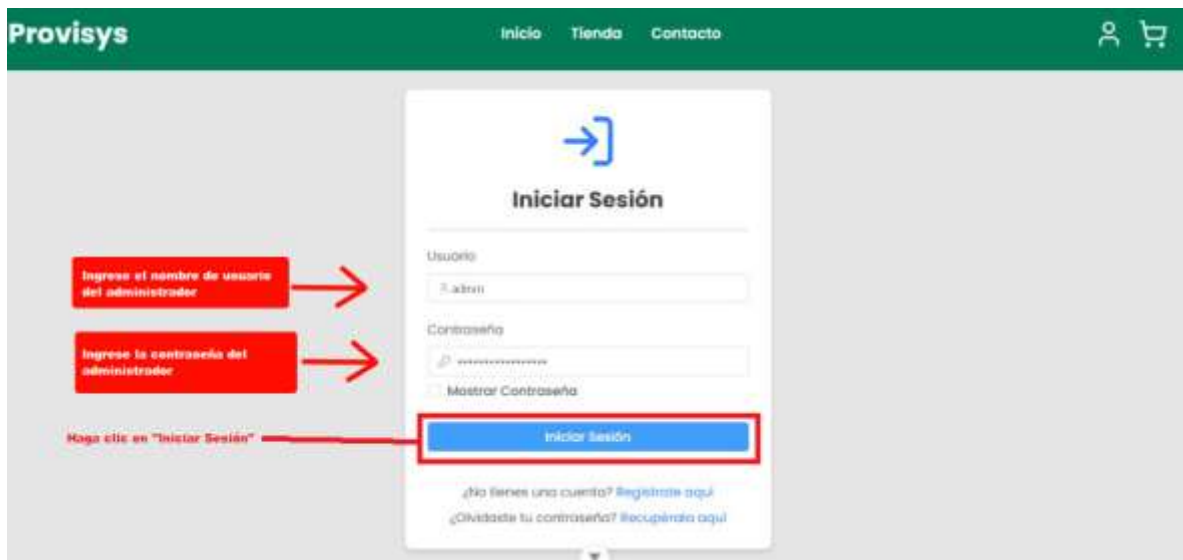 Provisys
Inicio Tienda Contacto
Iniciar Sesión
Usuario
Ingrese el nombre de usuario
del administrador
admin
Contraseña
Ingrese la contraseña del
administrador
••••••••••••••••••
Mostrar Contraseña
Haga clic en "Iniciar Sesión"
Iniciar Sesión
¿No tienes una cuenta? Regístrate aquí
¿Olvidaste tu contraseña? Recupérala aquí